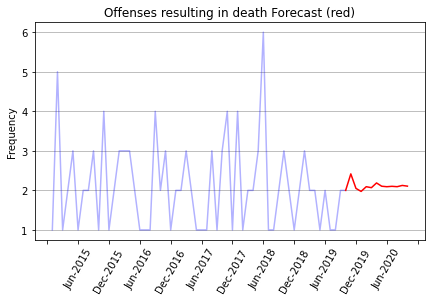 Offenses resulting in death Forecast (red)
Frequency
6
5
4
3
2
1
Jun-2015
Dec-2015
Jun-2016
Dec-2016
Jun-2017
Dec-2017
Jun-2018
Dec-2018
Jun-2019
Dec-2019
Jun-2020